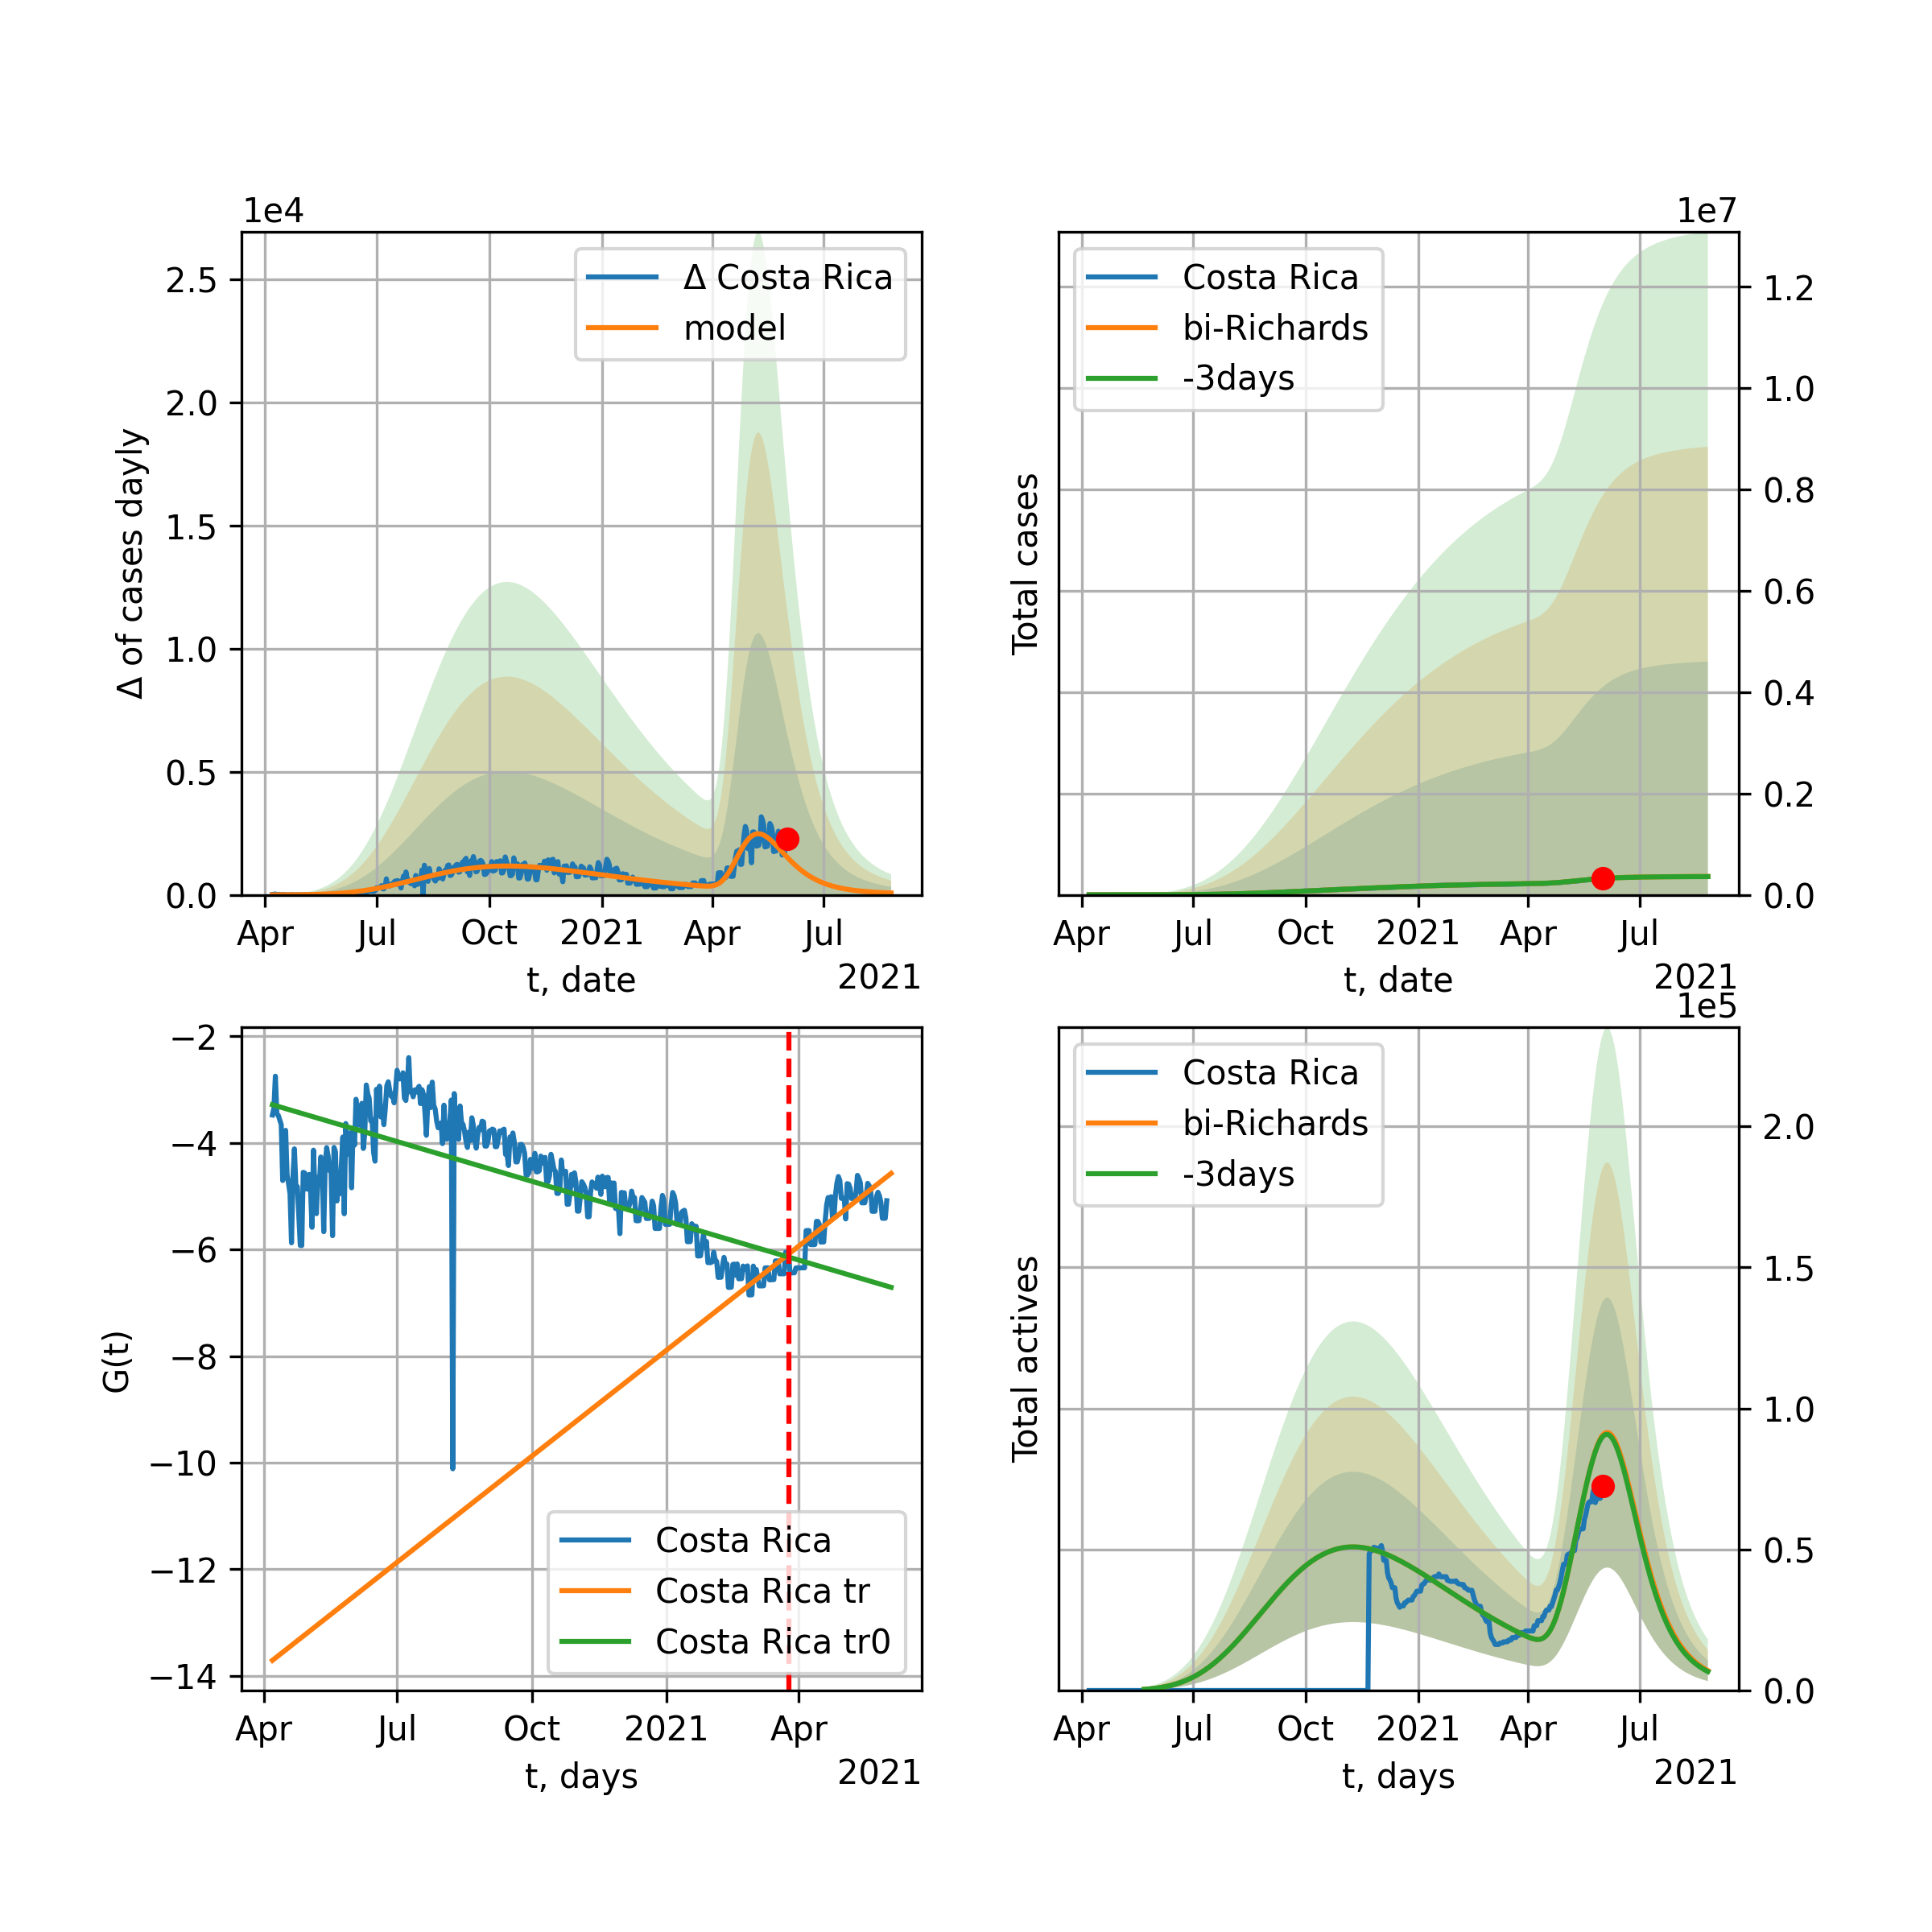 1e4
Δ of cases dayly
2.5
2.0
1.5
1.0
0.5
0.0
Δ Costa Rica
model
Apr Jul Oct 2021 Apr Jul
t, date
2021
1e7
Total cases
Costa Rica
bi-Richards
-3days
1.2
1.0
0.8
0.6
0.4
0.2
0.0
Apr Jul Oct 2021 Apr Jul
t, date
2021
G(t)
−2
−4
−6
−8
−10
−12
−14
Costa Rica
Costa Rica tr
Costa Rica tr0
Apr Jul Oct 2021 Apr
t, days
2021
1e5
Total actives
Costa Rica
bi-Richards
-3days
2.0
1.5
1.0
0.5
0.0
Apr Jul Oct 2021 Apr Jul
t, days
2021